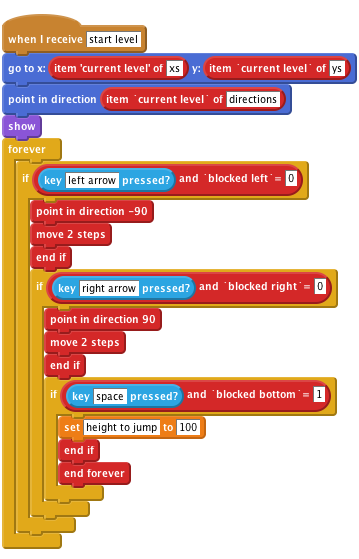 when I receive start level
go to x: item 'current level' of xs y: item `current level` of ys
point in direction item `current level` of directions
show
forever
if key left arrow pressed? and `blocked left`= 0
point in direction -90
move 2 steps
end if
if key right arrow pressed? and `blocked right`= 0
point in direction 90
move 2 steps
end if
if key space pressed? and `blocked bottom`= 1
set height to jump to 100
end if
end forever